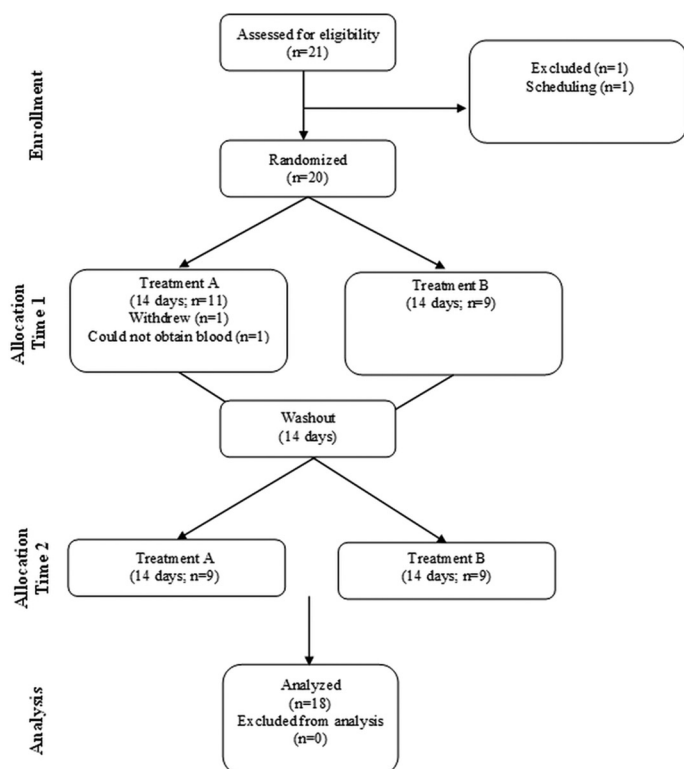 Enrollment
Assessed for eligibility
(n=21)
Excluded (n=1)
Scheduling (n=1)
Randomized
(n=20)
Allocation
Time 1
Treatment A
(14 days; n=11)
Withdrew (n=1)
Could not obtain blood (n=1)
Treatment B
(14 days; n=9)
Washout
(14 days)
Allocation
Time 2
Treatment A
(14 days; n=9)
Treatment B
(14 days; n=9)
Analysis
Analyzed
(n=18)
Excluded from analysis
(n=0)